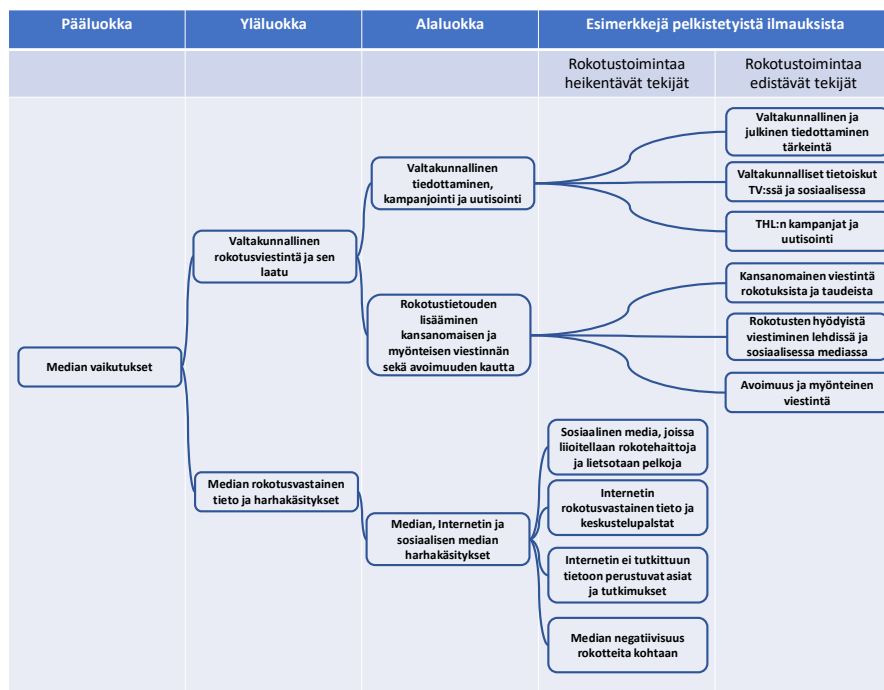 Pääluokka
Yläluokka
Alaluokka
Esimerkkejä pelkistetyistä ilmauksista
Rokotustoimintaa
heikentävät tekijät
Rokotustoimintaa
edistävät tekijät
Median vaikutukset
Valtakunnallinen
rokotusviestintä ja sen
laatu
Valtakunnallinen
tiedottaminen,
kampanjointi ja uutisointi
Valtakunnallinen ja
julkinen tiedottaminen
tärkeintä
Valtakunnalliset tietoiskut
TV:ssä ja sosiaalisessa
THL:n kampanjat ja
uutisointi
Rokotustietouden
lisääminen
kansanomaisen ja
myönteisen viestinnän
sekä avoimuuden kautta
Kansanomainen viestintä
rokotuksista ja taudeista
Rokotusten hyödyistä
viestiminen lehdissä ja
sosiaalisessa mediassa
Avoimuus ja myönteinen
viestintä
Median rokotusvastainen
tieto ja harhakäsitykset
Median, Internetin ja
sosiaalisen median
harhakäsitykset
Sosiaalinen media, joissa
liioitellaan rokotehaittoja
ja lietsotaan pelkoja
Internetin
rokotusvastainen tieto ja
keskustelupalstat
Internetin ei tutkittuun
tietoon perustuvat asiat
ja tutkimukset
Median negatiivisuus
rokotteita kohtaan